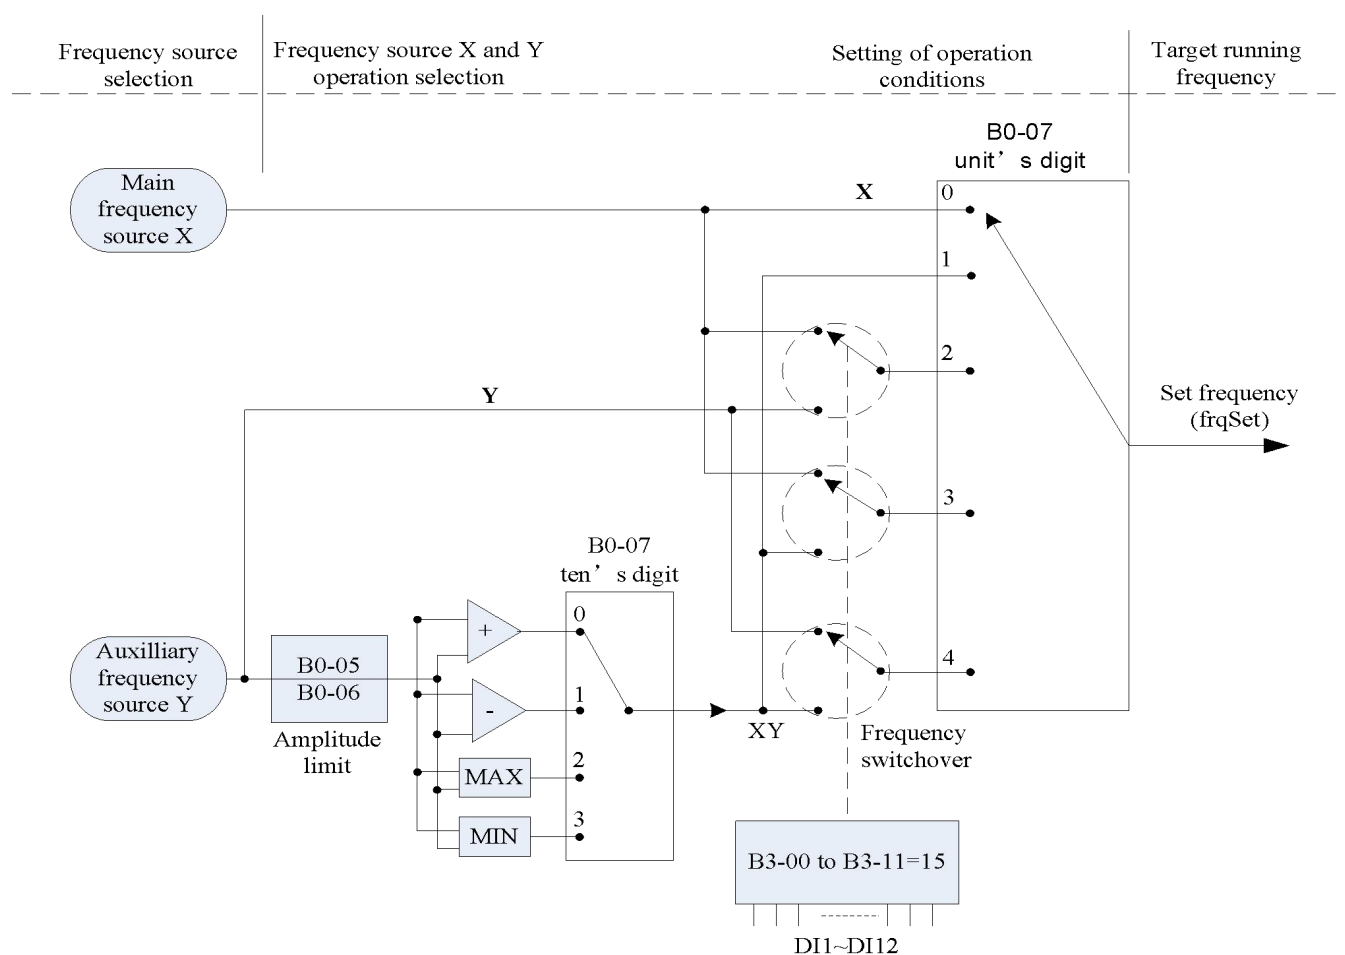 Frequency source
selection
Frequency source X and Y
operation selection
Setting of operation
conditions
Target running
frequency
B0-07
unit’s digit
Main
frequency
source X
X
0
1
2
3
4
Y
Set frequency
(frqSet)
B0-07
ten’s digit
0
1
2
3
Auxilliary
frequency
source Y
B0-05
B0-06
Amplitude
limit
+
-
MAX
MIN
XY
Frequency
switchover
B3-00 to B3-11=15
DI1~DI12